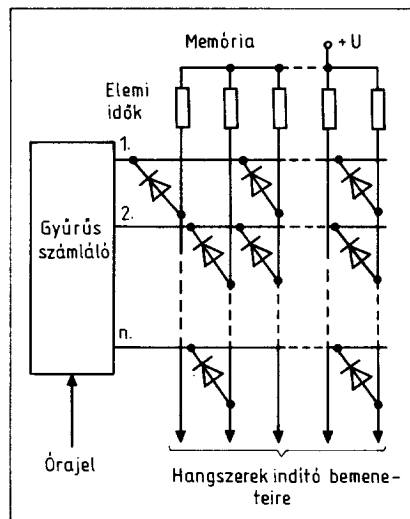 Memória
+U
Elemi
idők
1.
Gyűrűs
számláló
2.
n.
Órajel
Hangszerek indító bemene-
teire